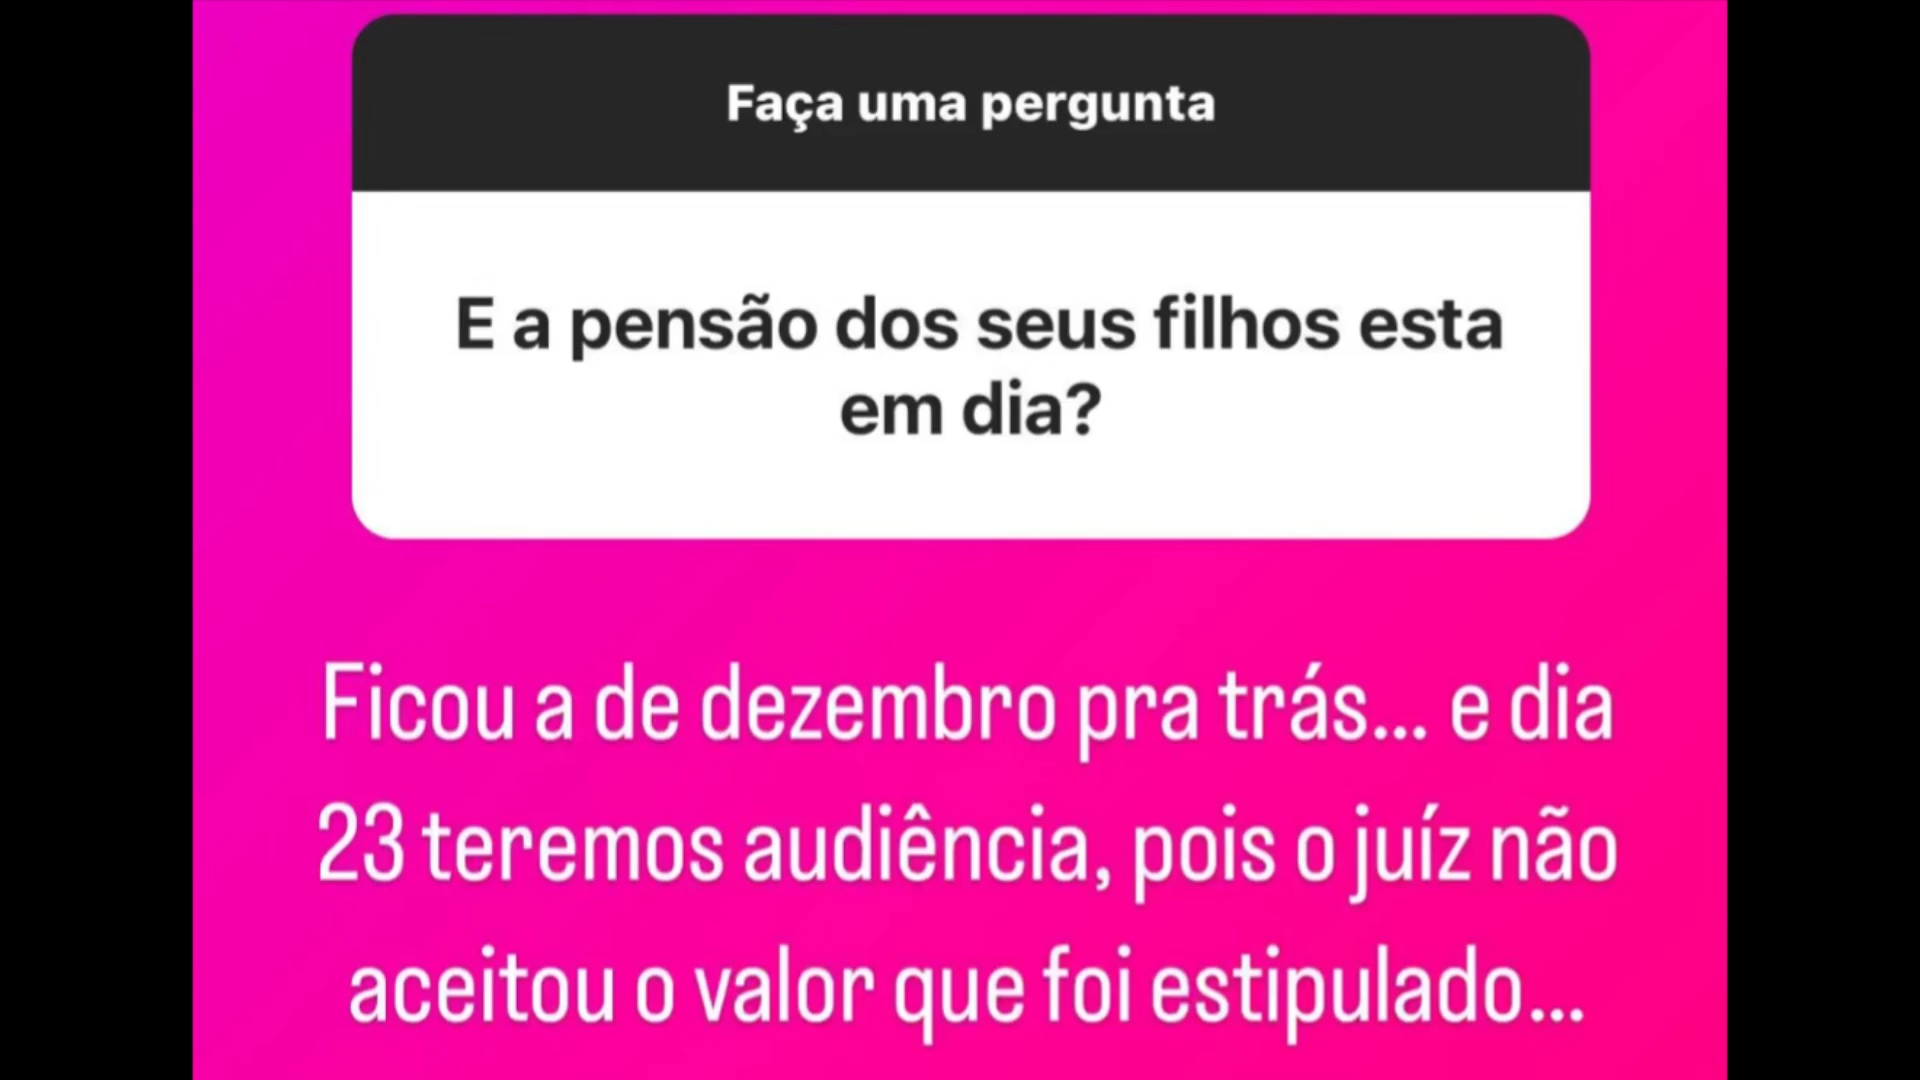 Faça uma pergunta
E a pensão dos seus filhos esta
em dia?
Ficou a de dezembro pra trás... e dia
23 teremos audiência, pois o juíz não
aceitou o valor que foi estipulado...